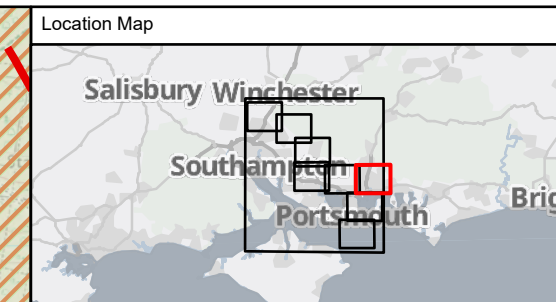 Location Map
Salisbury Winchester
Southampton
Portsmouth
Brig